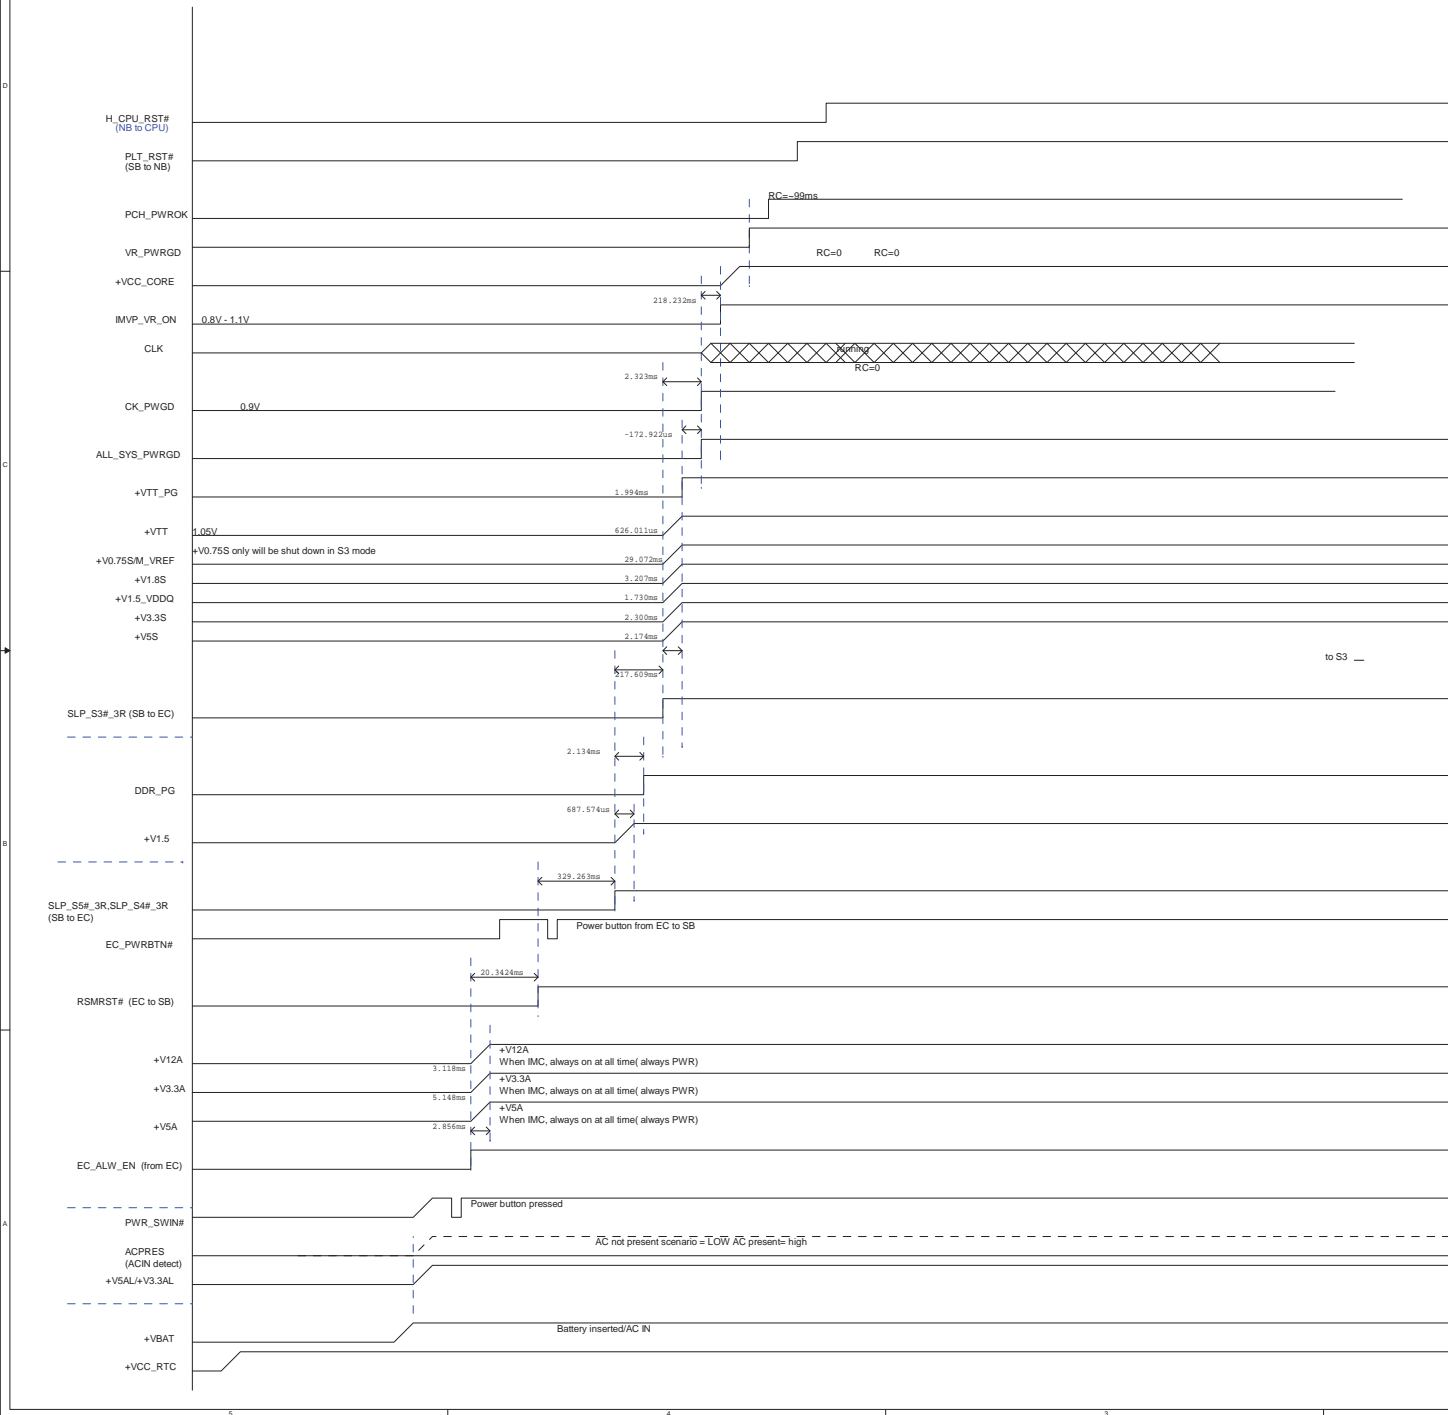 D
H_CPU_RST#
(NB to CPU)
PLT_RST#
(SB to NB)
RC=~99ms
PCH_PWROK
VR_PWRGD
RC=0 RC=0
+VCC_CORE
218.232ms
IMVP_VR_ON
0.8V - 1.1V
CLK
running
RC=0
2.323ms
CK_PWGD
0.9V
~172.922us
ALL_SYS_PWRGD
C
+VTT_PG
1.994ms
+VTT
1.05V
626.011us
+V0.75S only will be shut down in S3 mode
+V0.75S/M_VREF
29.072ms
+V1.8S
3.207ms
+V1.5_VDDQ
1.730ms
+V3.3S
2.300ms
+V5S
2.174ms
to S3
217.609ms
SLP_S3#_3R (SB to EC)
2.134ms
DDR_PG
687.574us
+V1.5
B
329.263ms
SLP_S5#_3R,SLP_S4#_3R
(SB to EC)
Power button from EC to SB
EC_PWRBTN#
20.3424ms
RSMRST# (EC to SB)
+V12A
+V12A
When IMC, always on at all time( always PWR)
3.118ms
+V3.3A
+V3.3A
When IMC, always on at all time( always PWR)
5.148ms
+V5A
When IMC, always on at all time( always PWR)
+V5A
2.856ms
EC_ALW_EN (from EC)
Power button pressed
PWR_SWIN#
A
AC not present scenario = LOW AC present= high
ACPRES
(ACIN detect)
+V5AL/+V3.3AL
Battery inserted/AC IN
+VBAT
+VCC_RTC
5 4 3